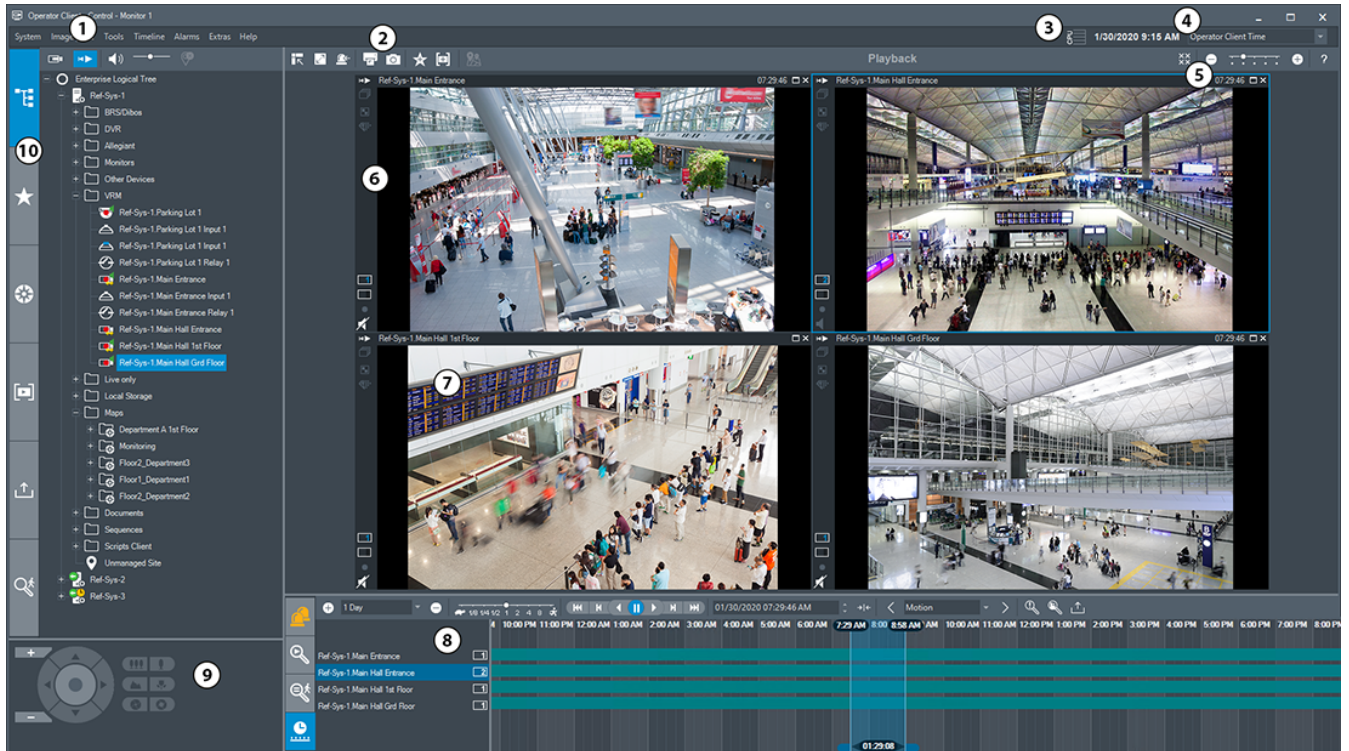 Operator Client - Control - Monitor 1
1
System Image Tools Timeline Alarms Extras Help
2
3
1/30/2020 9:15 AM
4
Operator Client Time
Playback
5
?
Enterprise Logical Tree
Ref-Sys-1
BRS/Dibos
DVR
Allegiant
Monitors
Other Devices
VRM
Ref-Sys-1.Parking Lot 1
Ref-Sys-1.Parking Lot 1 Input 1
Ref-Sys-1.Parking Lot 1 Input 1
Ref-Sys-1.Parking Lot 1 Relay 1
Ref-Sys-1.Main Entrance
Ref-Sys-1.Main Entrance Input 1
Ref-Sys-1.Main Entrance Relay 1
Ref-Sys-1.Main Hall Entrance
Ref-Sys-1.Main Hall 1st Floor
Ref-Sys-1.Main Hall Grd Floor
Live only
Local Storage
Maps
Department A 1st Floor
Monitoring
Floor2_Department3
Floor1_Department1
Floor2_Department2
Documents
Sequences
Scripts Client
Unmanaged Site
Ref-Sys-2
Ref-Sys-3
10
Ref-Sys-1.Main Entrance 07:29:46
Ref-Sys-1.Main Hall Entrance 07:29:46
6
Ref-Sys-1.Main Hall 1st Floor 07:29:46
Ref-Sys-1.Main Hall Grd Floor 07:29:46
7
1 Day
1/8 1/4 1/2 1 2 4 8
01/30/2020 07:29:46 AM
Motion
8
10:00 PM 11:00 PM 12:00 AM 1:00 AM 2:00 AM 3:00 AM 4:00 AM 5:00 AM 6:00 AM 7:29 AM 8:00 8:58 AM AM 10:00 AM 11:00 AM 12:00 PM 1:00 PM 2:00 PM 3:00 PM 4:00 PM 5:00 PM 6:00 PM 7:00 PM 8:00 PM
Ref-Sys-1.Main Entrance 1
Ref-Sys-1.Main Hall Entrance 2
Ref-Sys-1.Main Hall 1st Floor 1
Ref-Sys-1.Main Hall Grd Floor 1
01:29:08
9